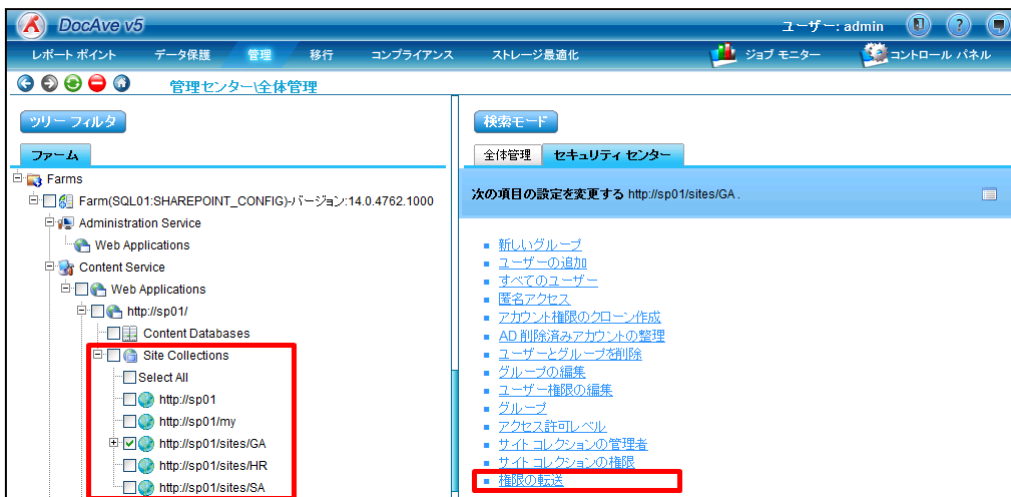 DocAve v5
ユーザー: admin
レポート ポイント データ保護 管理 移行 コンプライアンス ストレージ最適化 ジョブ モニター コントロール パネル
管理センター\全体管理
ツリー フィルタ
ファーム
Farms
Farm(SQL01:SHAREPOINT_CONFIG)-バージョン:14.0.4762.1000
Administration Service
Web Applications
Content Service
Web Applications
http://sp01/
Content Databases
Site Collections
Select All
http://sp01
http://sp01/my
http://sp01/sites/GA
http://sp01/sites/HR
http://sp01/sites/SA
検索モード
全体管理 セキュリティ センター
次の項目の設定を変更する http://sp01/sites/GA .
新しいグループ
ユーザーの追加
すべてのユーザー
匿名アクセス
アカウント権限のクローン作成
AD 削除済みアカウントの整理
ユーザーとグループを削除
グループの編集
ユーザー権限の編集
グループ
アクセス許可レベル
サイト コレクションの管理者
サイト コレクションの権限
権限の転送